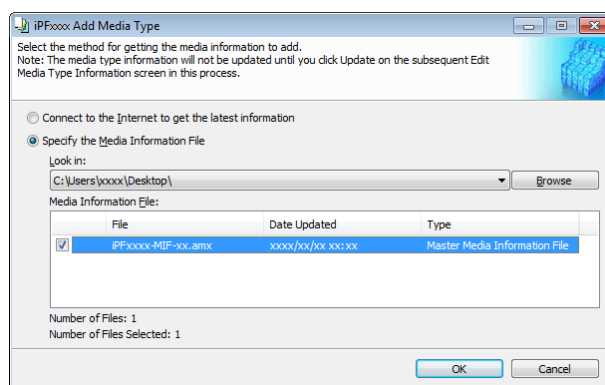 iPFxxxx Add Media Type
Select the method for getting the media information to add.
Note: The media type information will not be updated until you click Update on the subsequent Edit
Media Type Information screen in this process.
Connect to the Internet to get the latest information
Specify the Media Information File
Look in:
C:\Users\xxxx\Desktop\
Browse
Media Information File:
File Date Updated Type
iPFxxxx-MIF-xx.amx xxxx/xx/xx xx:xx Master Media Information File
Number of Files: 1
Number of Files Selected: 1
OK Cancel